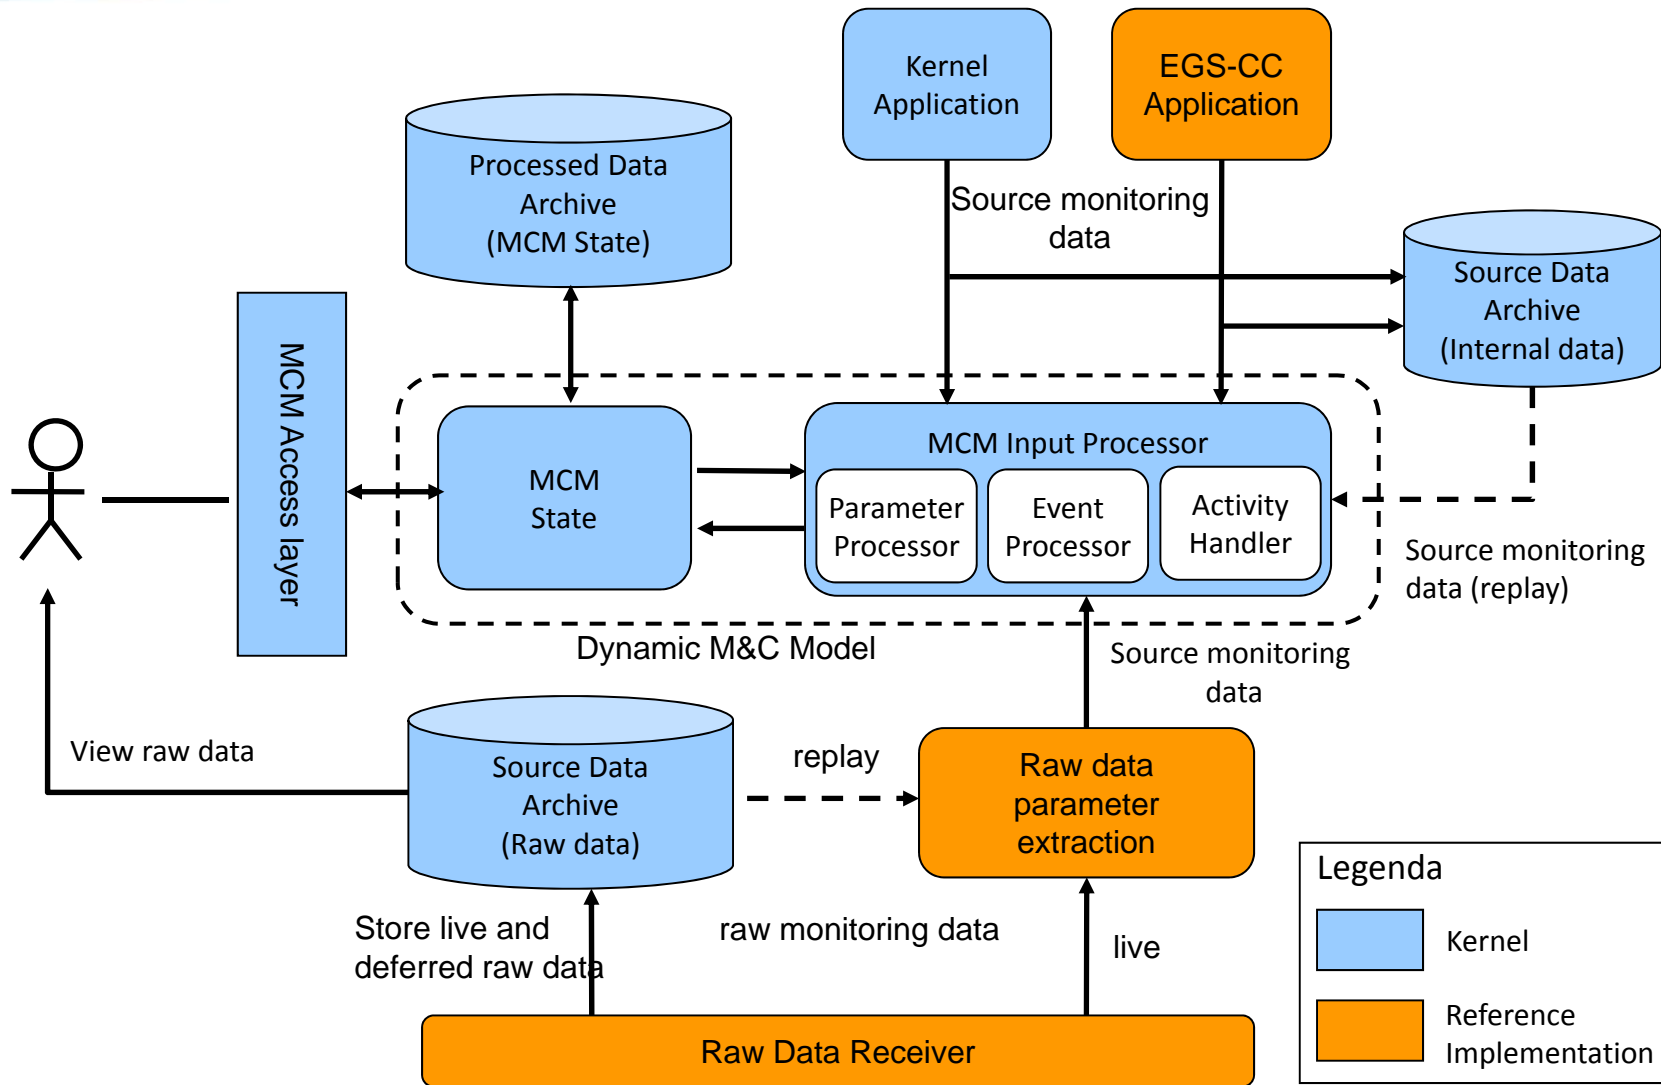 Kernel
Application
EGS-CC
Application
Processed Data
Archive
(MCM State)
Source monitoring
data
Source Data
Archive
(Internal data)
MCM Access layer
MCM
State
MCM Input Processor
Parameter
Processor
Event
Processor
Activity
Handler
Source monitoring
data (replay)
Dynamic M&C Model
Source monitoring
data
View raw data
Source Data
Archive
(Raw data)
replay
Raw data
parameter
extraction
Store live and
deferred raw data
raw monitoring data
live
Raw Data Receiver
Legenda
Kernel
Reference
Implementation